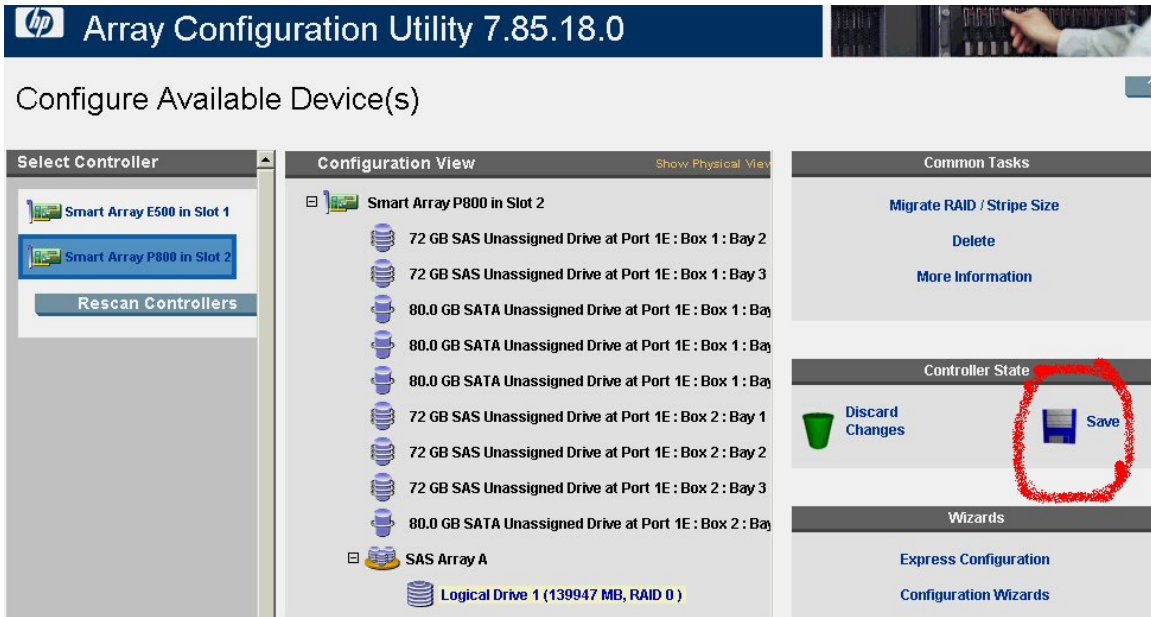 hp Array Configuration Utility 7.85.18.0
Configure Available Device(s)
Select Controller
Smart Array E500 in Slot 1
Smart Array P800 in Slot 2
Rescan Controllers
Configuration View Show Physical View
Smart Array P800 in Slot 2
72 GB SAS Unassigned Drive at Port 1E : Box 1 : Bay 2
72 GB SAS Unassigned Drive at Port 1E : Box 1 : Bay 3
80.0 GB SATA Unassigned Drive at Port 1E : Box 1 : Bay
80.0 GB SATA Unassigned Drive at Port 1E : Box 1 : Bay
80.0 GB SATA Unassigned Drive at Port 1E : Box 1 : Bay
72 GB SAS Unassigned Drive at Port 1E : Box 2 : Bay 1
72 GB SAS Unassigned Drive at Port 1E : Box 2 : Bay 2
72 GB SAS Unassigned Drive at Port 1E : Box 2 : Bay 3
80.0 GB SATA Unassigned Drive at Port 1E : Box 2 : Bay
SAS Array A
Logical Drive 1 (139947 MB, RAID 0 )
Common Tasks
Migrate RAID / Stripe Size
Delete
More Information
Controller State
Discard
Changes
Save
Wizards
Express Configuration
Configuration Wizards